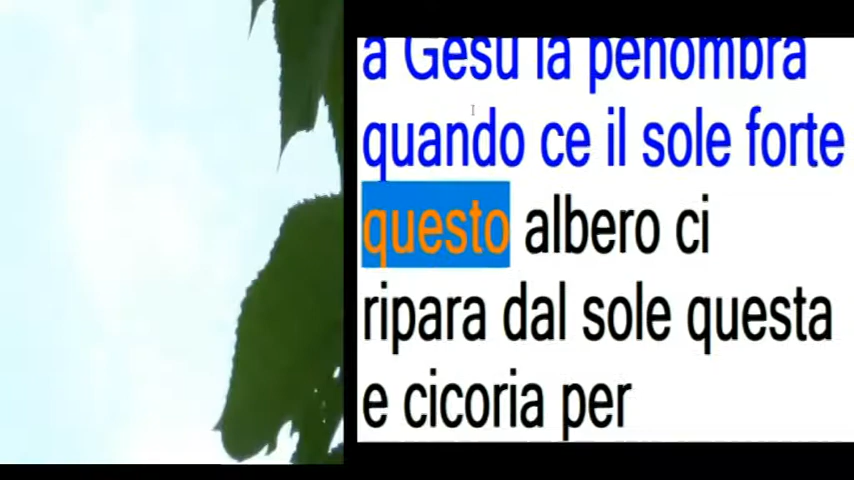 a Gesù la penombra
quando ce il sole forte
questo albero ci
ripara dal sole questa
e cicoria per